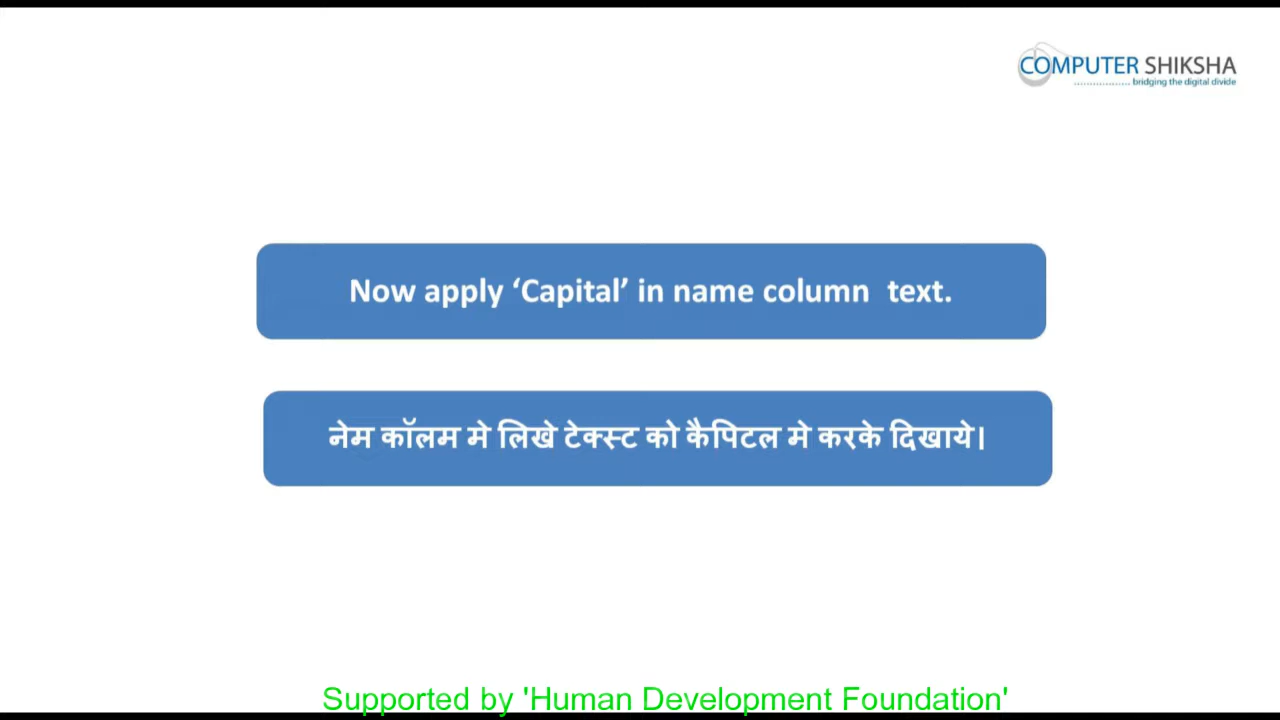 COMPUTER SHIKSHA
bridging the digital divide
Now apply ‘Capital’ in name column text.
नेम कॉलम मे लिखे टेक्स्ट को कैपिटल मे करके दिखाये।
Supported by 'Human Development Foundation'